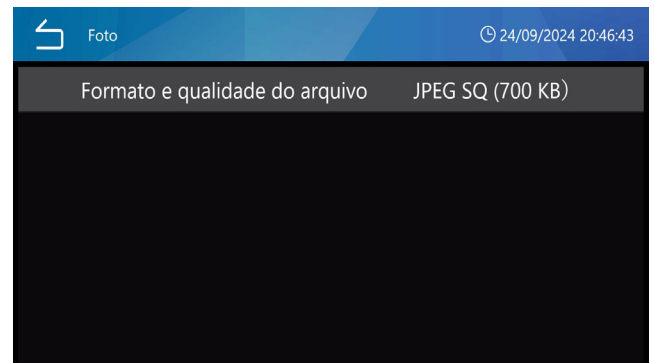 Foto
24/09/2024 20:46:43
Formato e qualidade do arquivo JPEG SQ (700 KB）